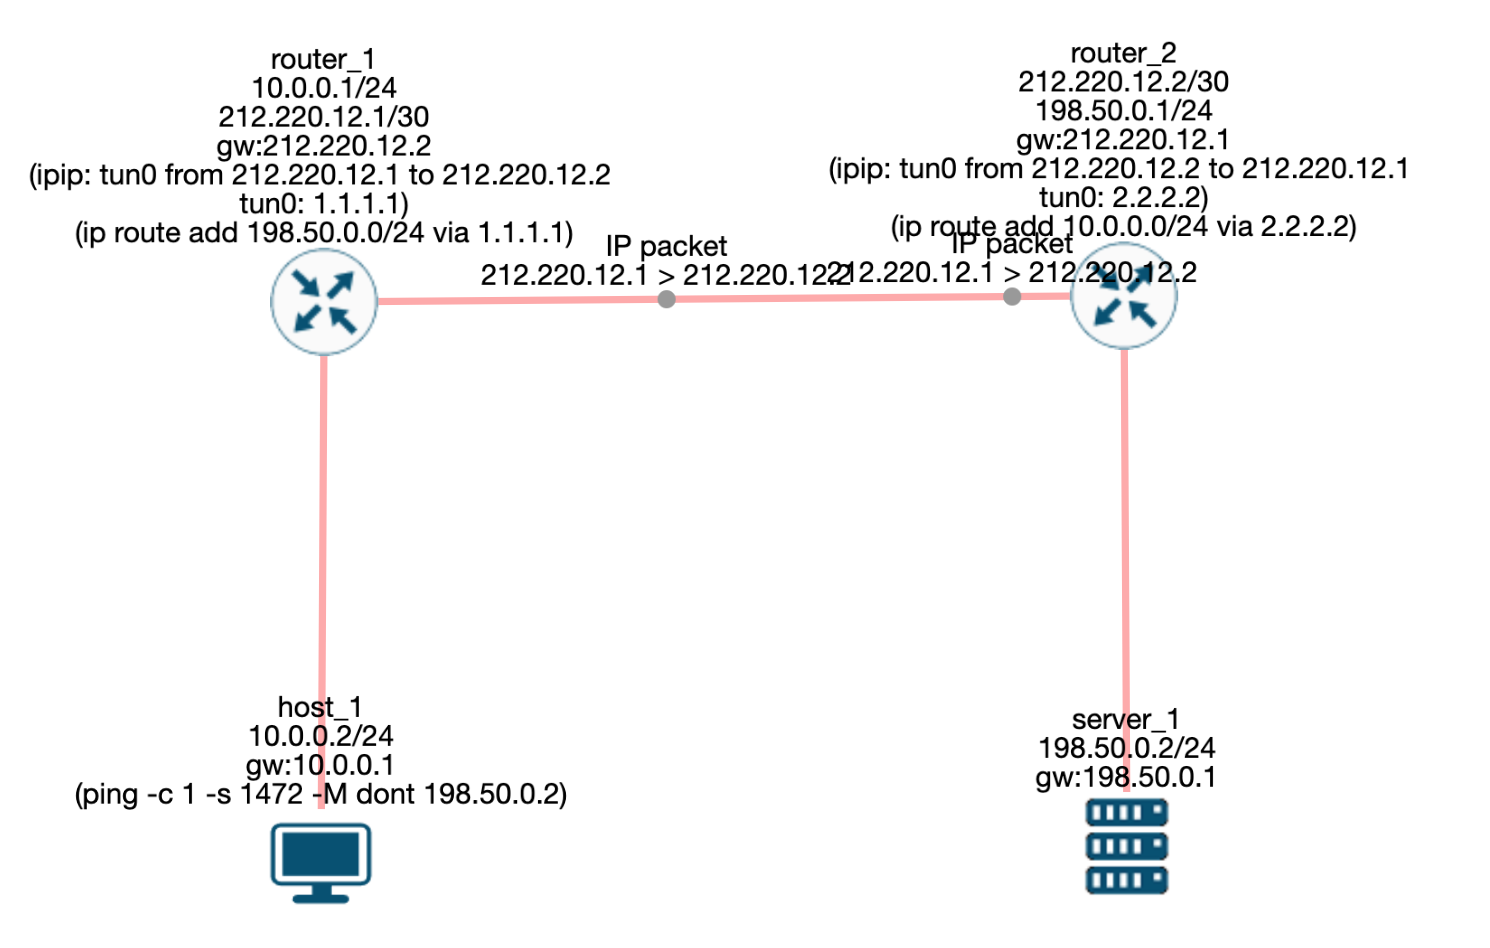 router_1
10.0.0.1/24
212.220.12.1/30
gw:212.220.12.2
(ipip: tun0 from 212.220.12.1 to 212.220.12.2
tun0: 1.1.1.1)
(ip route add 198.50.0.0/24 via 1.1.1.1)
router_2
212.220.12.2/30
198.50.0.1/24
gw:212.220.12.1
(ipip: tun0 from 212.220.12.2 to 212.220.12.1
tun0: 2.2.2.2)
(ip route add 10.0.0.0/24 via 2.2.2.2)
IP packet
212.220.12.1 > 212.220.12.2
IP packet
212.220.12.1 > 212.220.12.2
host_1
10.0.0.2/24
gw:10.0.0.1
(ping -c 1 -s 1472 -M dont 198.50.0.2)
server_1
198.50.0.2/24
gw:198.50.0.1